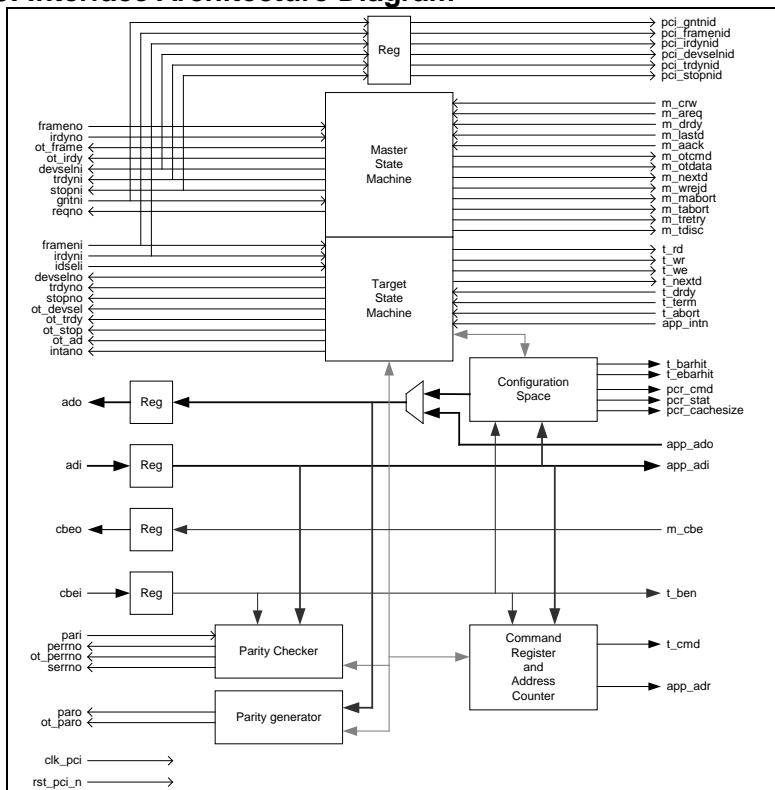 Interface Architecture Diagram
pci_gntnid
pci_framenid
pci_irdynid
pci_devselnid
pci_trdynid
pci_stopnid
Reg
frameno
irdyno
ot_frame
ot_irdy
devselni
trdyni
stopni
gntni
reqno
Master
State
Machine
m_crw
m_areq
m_drdy
m_lastd
m_aack
m_otcmd
m_otdata
m_nextd
m_wrejd
m_mabort
m_tabort
m_tretry
m_tdisc
frameni
irdyni
idseli
devselno
trdyno
stopno
ot_devsel
ot_trdy
ot_stop
ot_ad
intano
Target
State
Machine
t_rd
t_wr
t_we
t_nextd
t_drdy
t_term
t_abort
app_intn
Configuration
Space
t_barhit
t_ebarhit
pcr_cmd
pcr_stat
pcr_cachesize
ado
Reg
app_ado
adi
Reg
app_adi
cbeo
Reg
m_cbe
cbei
Reg
t_ben
pari
perrno
ot_perrno
serrno
Parity Checker
Command
Register
and
Address
Counter
t_cmd
app_adr
paro
ot_paro
Parity generator
clk_pci
rst_pci_n